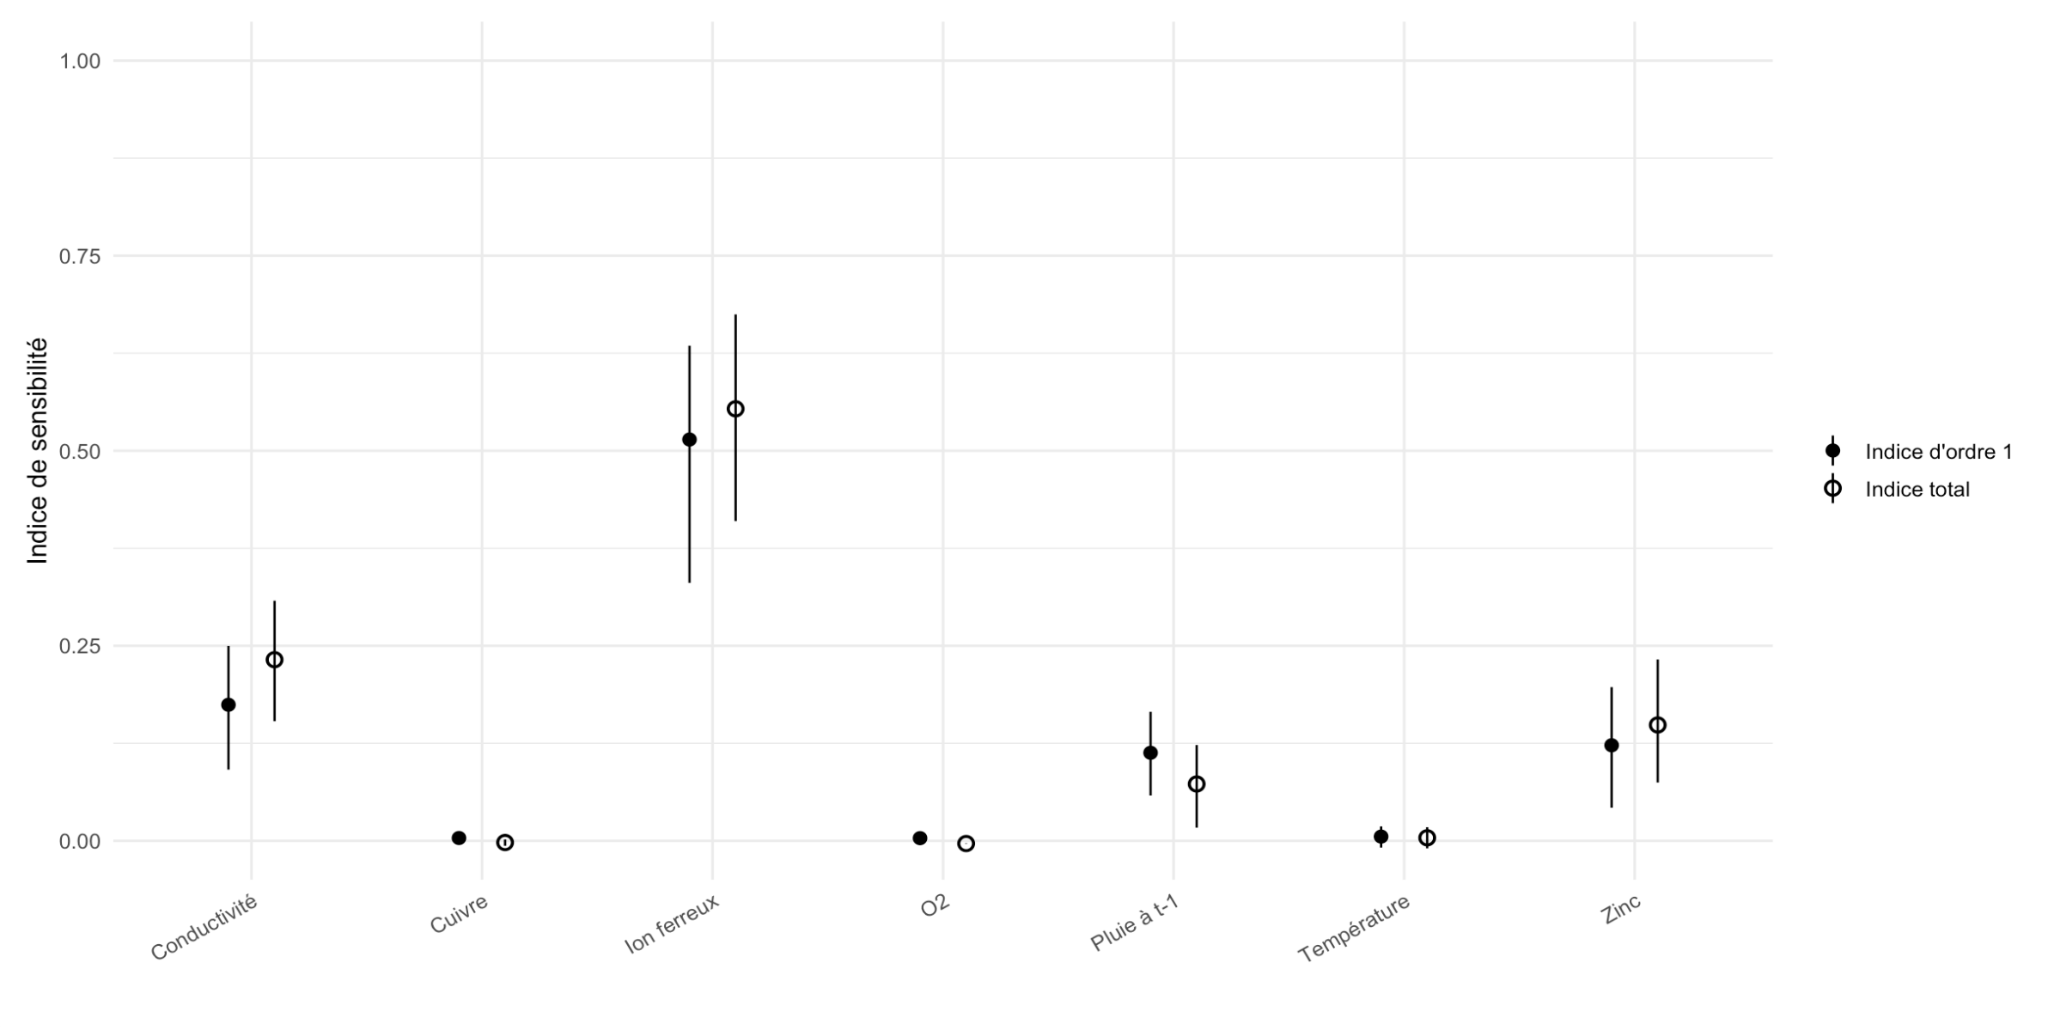 1.00
0.75
0.50
0.25
0.00
Indice de sensibilité
Conductivité
Cuivre
Ion ferreux
O2
Pluie à t-1
Température
Zinc
Indice d'ordre 1
Indice total